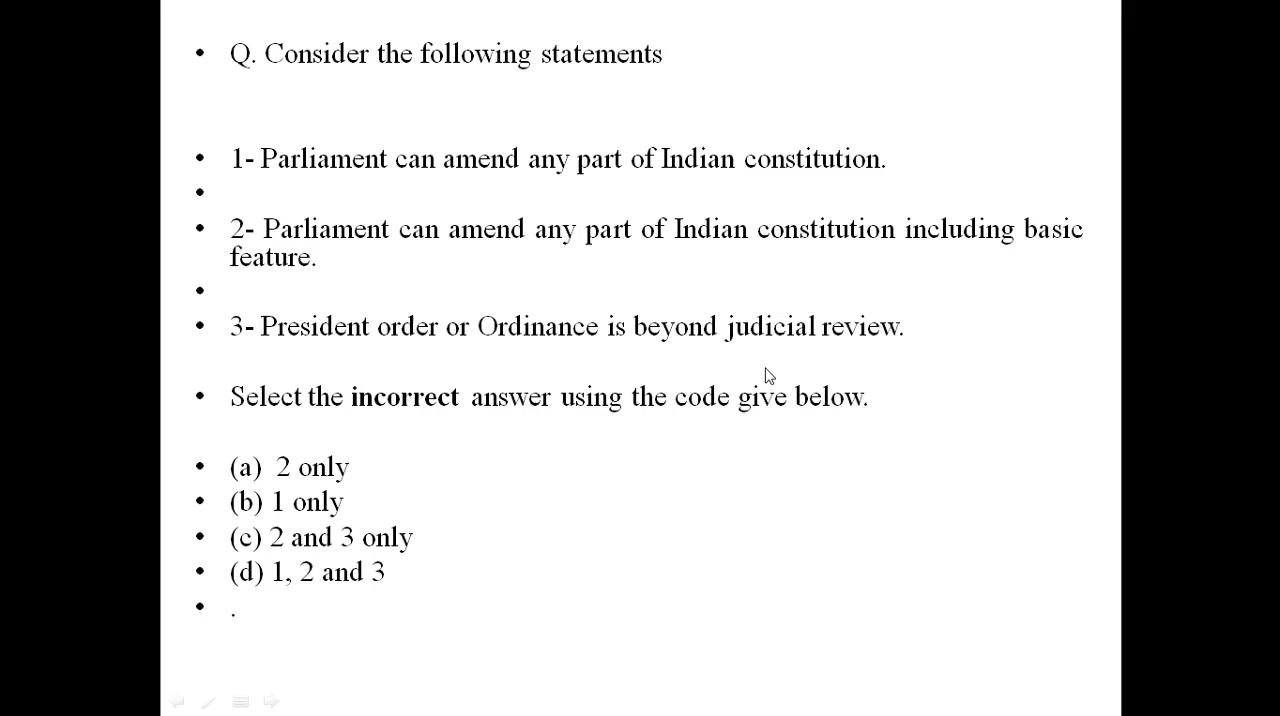 • Q. Consider the following statements
• 1- Parliament can amend any part of Indian constitution.
•
• 2- Parliament can amend any part of Indian constitution including basic
feature.
•
• 3- President order or Ordinance is beyond judicial review.
• Select the incorrect answer using the code give below.
• (a) 2 only
• (b) 1 only
• (c) 2 and 3 only
• (d) 1, 2 and 3
• .